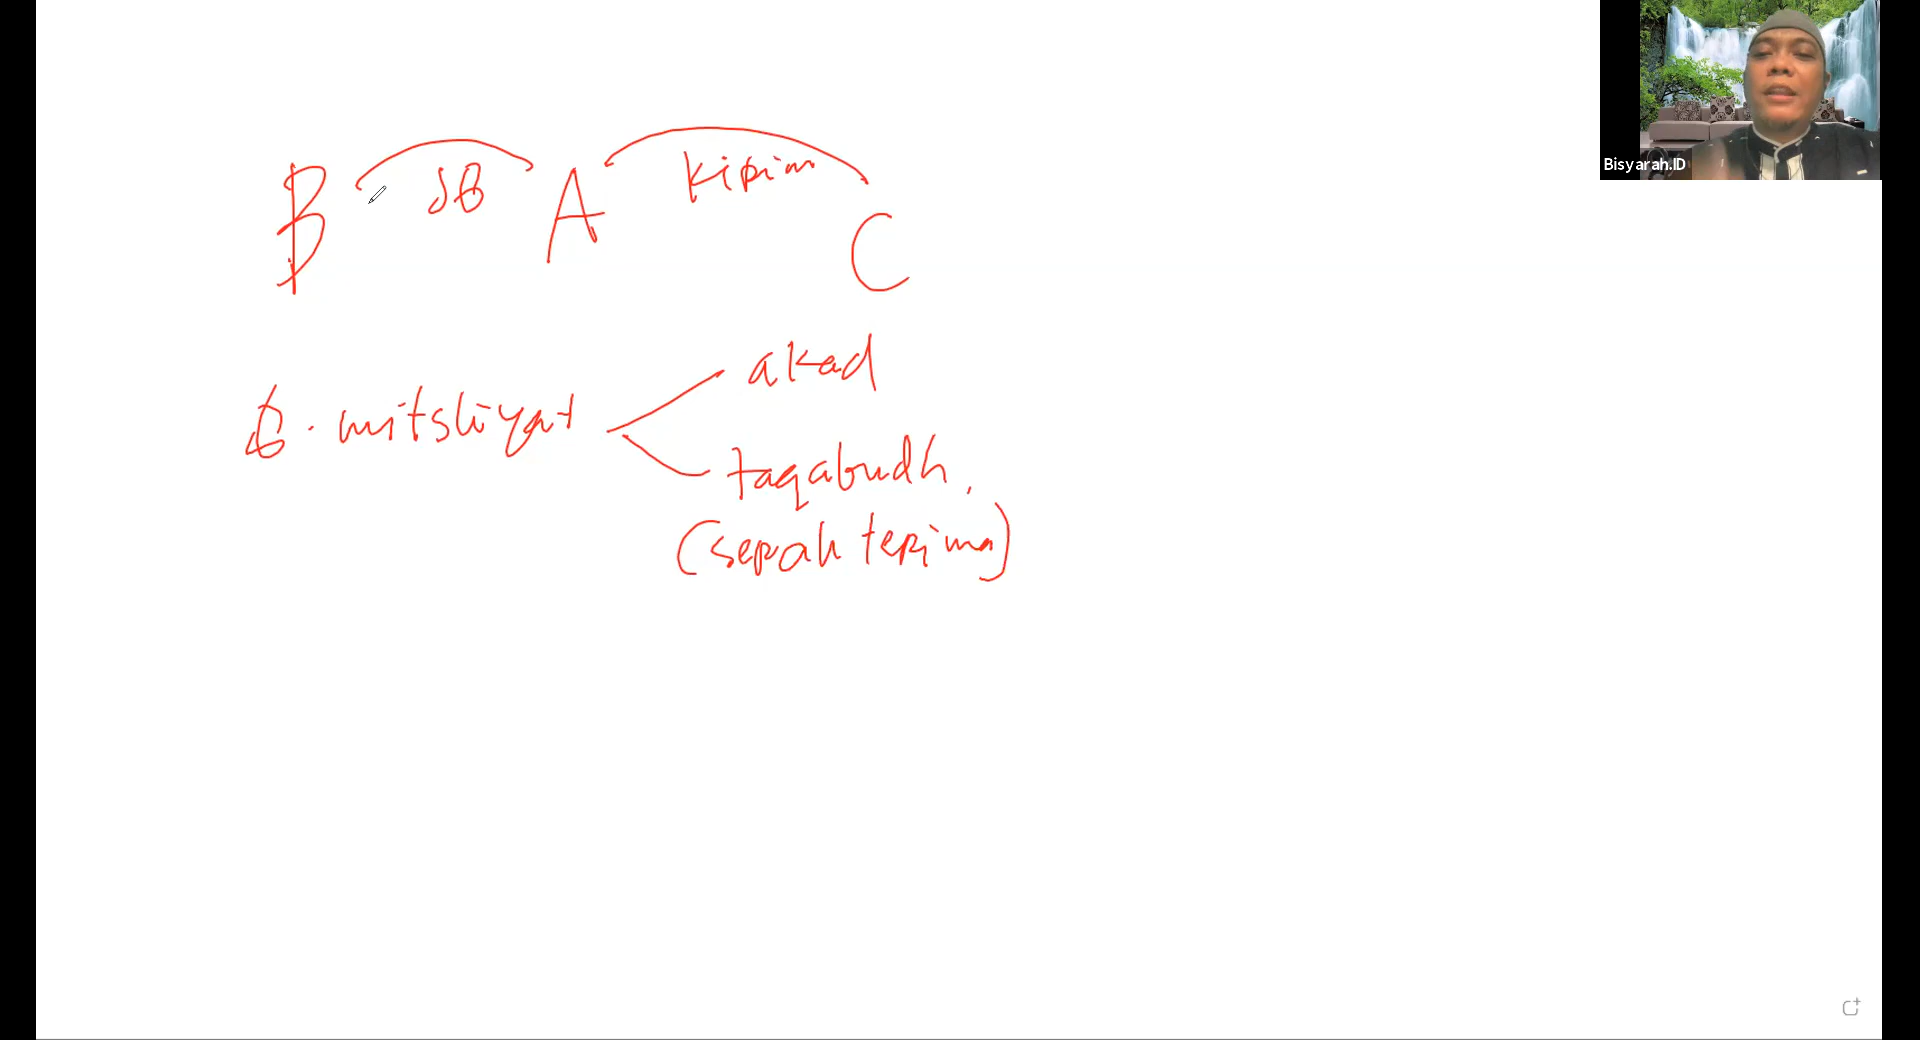 Bisyarah.ID
B JB A kirim C
B. mitsliyat
akad
taqabudh.
(serah terima)